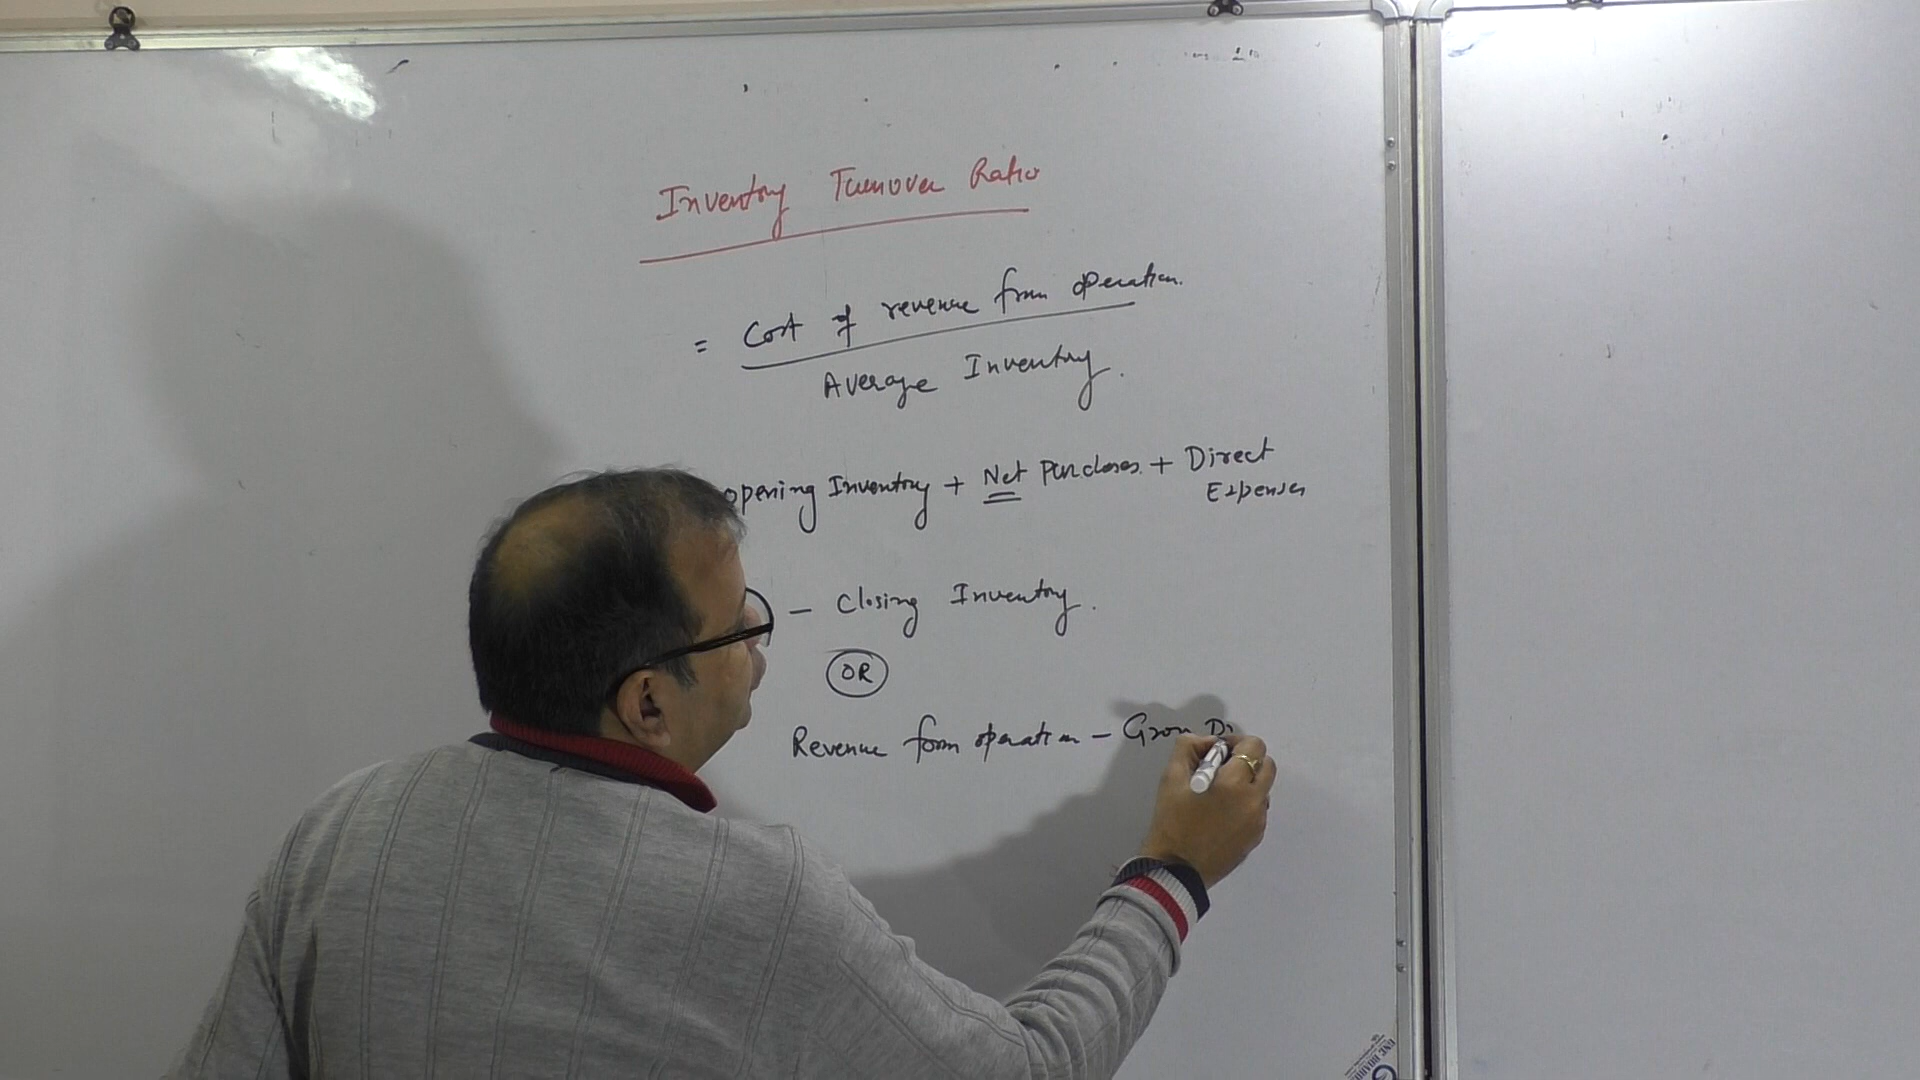 Inventory Turnover Ratio
= Cost of revenue from operation.
Average Inventory.
opening Inventory + Net Purchases + Direct
Expenses
- Closing Inventory.
OR
Revenue form operation - Gross